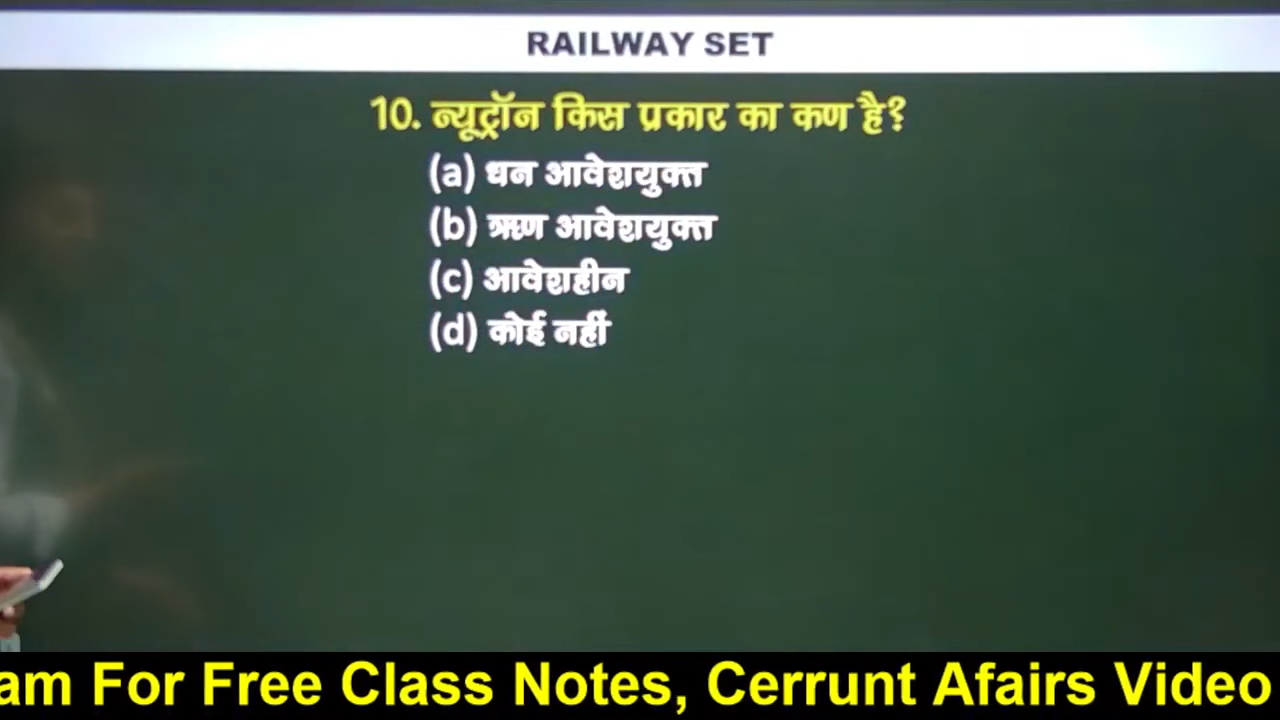 RAILWAY SET
10. न्यूट्रॉन किस प्रकार का कण है?
(a) धन आवेशयुक्त
(b) ऋण आवेशयुक्त
(c) आवेशहीन
(d) कोई नहीं
am For Free Class Notes, Cerrunt Afairs Video